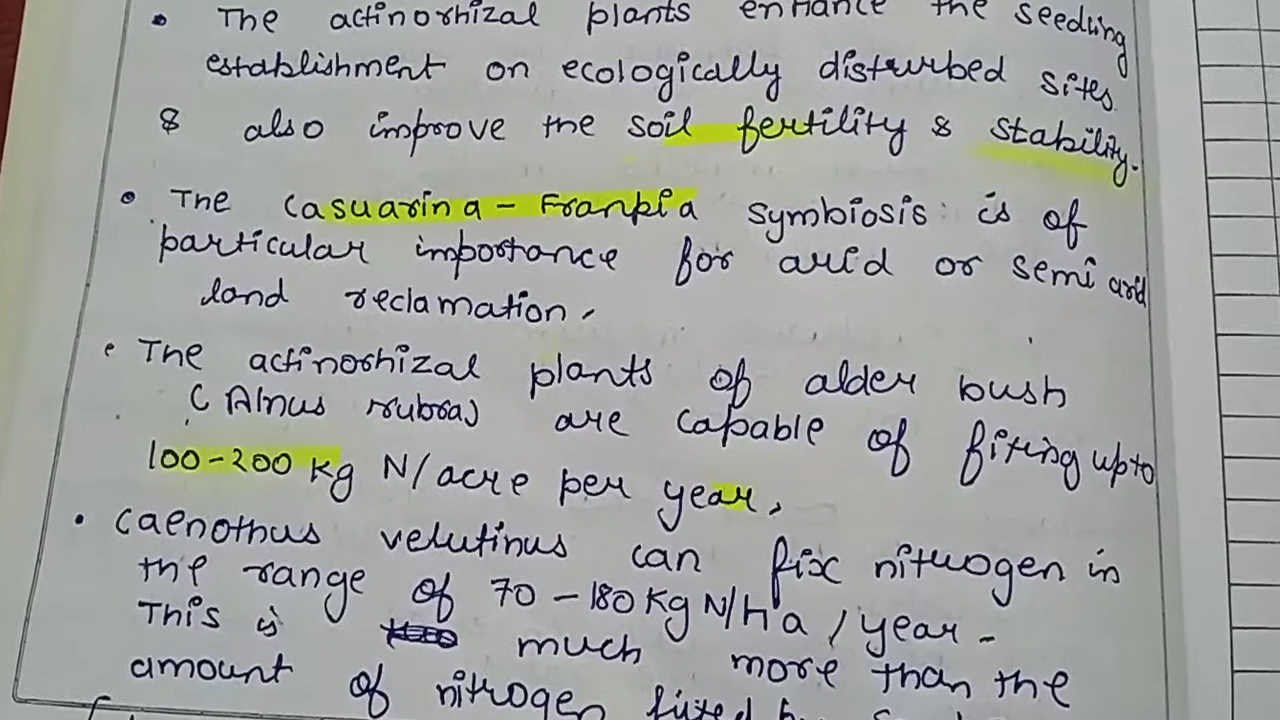 • The actinorhizal plants enhance the seedling
establishment on ecologically disturbed sites
& also improve the soil fertility & stability.
• The Casuarina - Frankia symbiosis is of
particular importance for arid or semi arid
land reclamation.
• The actinorhizal plants of alder bush
(Alnus rubra) are capable of fixing upto
100-200 kg N/acre per year.
• Caenothus velutinus can fix nitrogen in
the range of 70 - 180 Kg N/Ha / year -
This is much more than the
amount of nitrogen fixed by